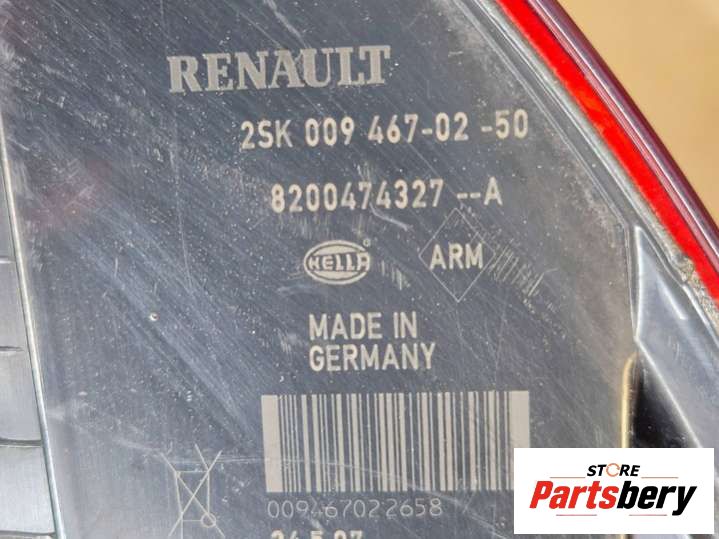 RENAULT
2SK 009 467-02 -50
8200474327 --A
HELLA ®
ARM
MADE IN
GERMANY
009467022658
STORE
Partsbery